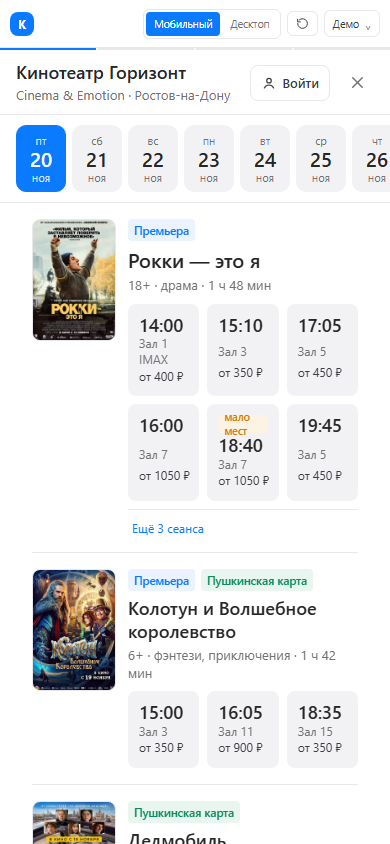 K
Мобильный
Десктоп
Демо
Кинотеатр Горизонт
Cinema & Emotion · Ростов-на-Дону
Войти
пт
20
ноя
сб
21
ноя
вс
22
ноя
пн
23
ноя
вт
24
ноя
ср
25
ноя
чт
26
ноя
Премьера
Рокки — это я
18+ · драма · 1 ч 48 мин
РОККИ-
ЭТО Я
14:00
Зал 1
IMAX
от 400 ₽
15:10
Зал 3
от 350 ₽
17:05
Зал 5
от 450 ₽
16:00
Зал 7
от 1050 ₽
мало
мест
18:40
Зал 7
от 1050 ₽
19:45
Зал 5
от 450 ₽
Ещё 3 сеанса
Премьера
Пушкинская карта
Колотун и Волшебное
королевство
6+ · фэнтези, приключения · 1 ч 42
мин
15:00
Зал 3
от 350 ₽
16:05
Зал 11
от 900 ₽
18:35
Зал 15
от 350 ₽
Пушкинская карта
Дедмобиль